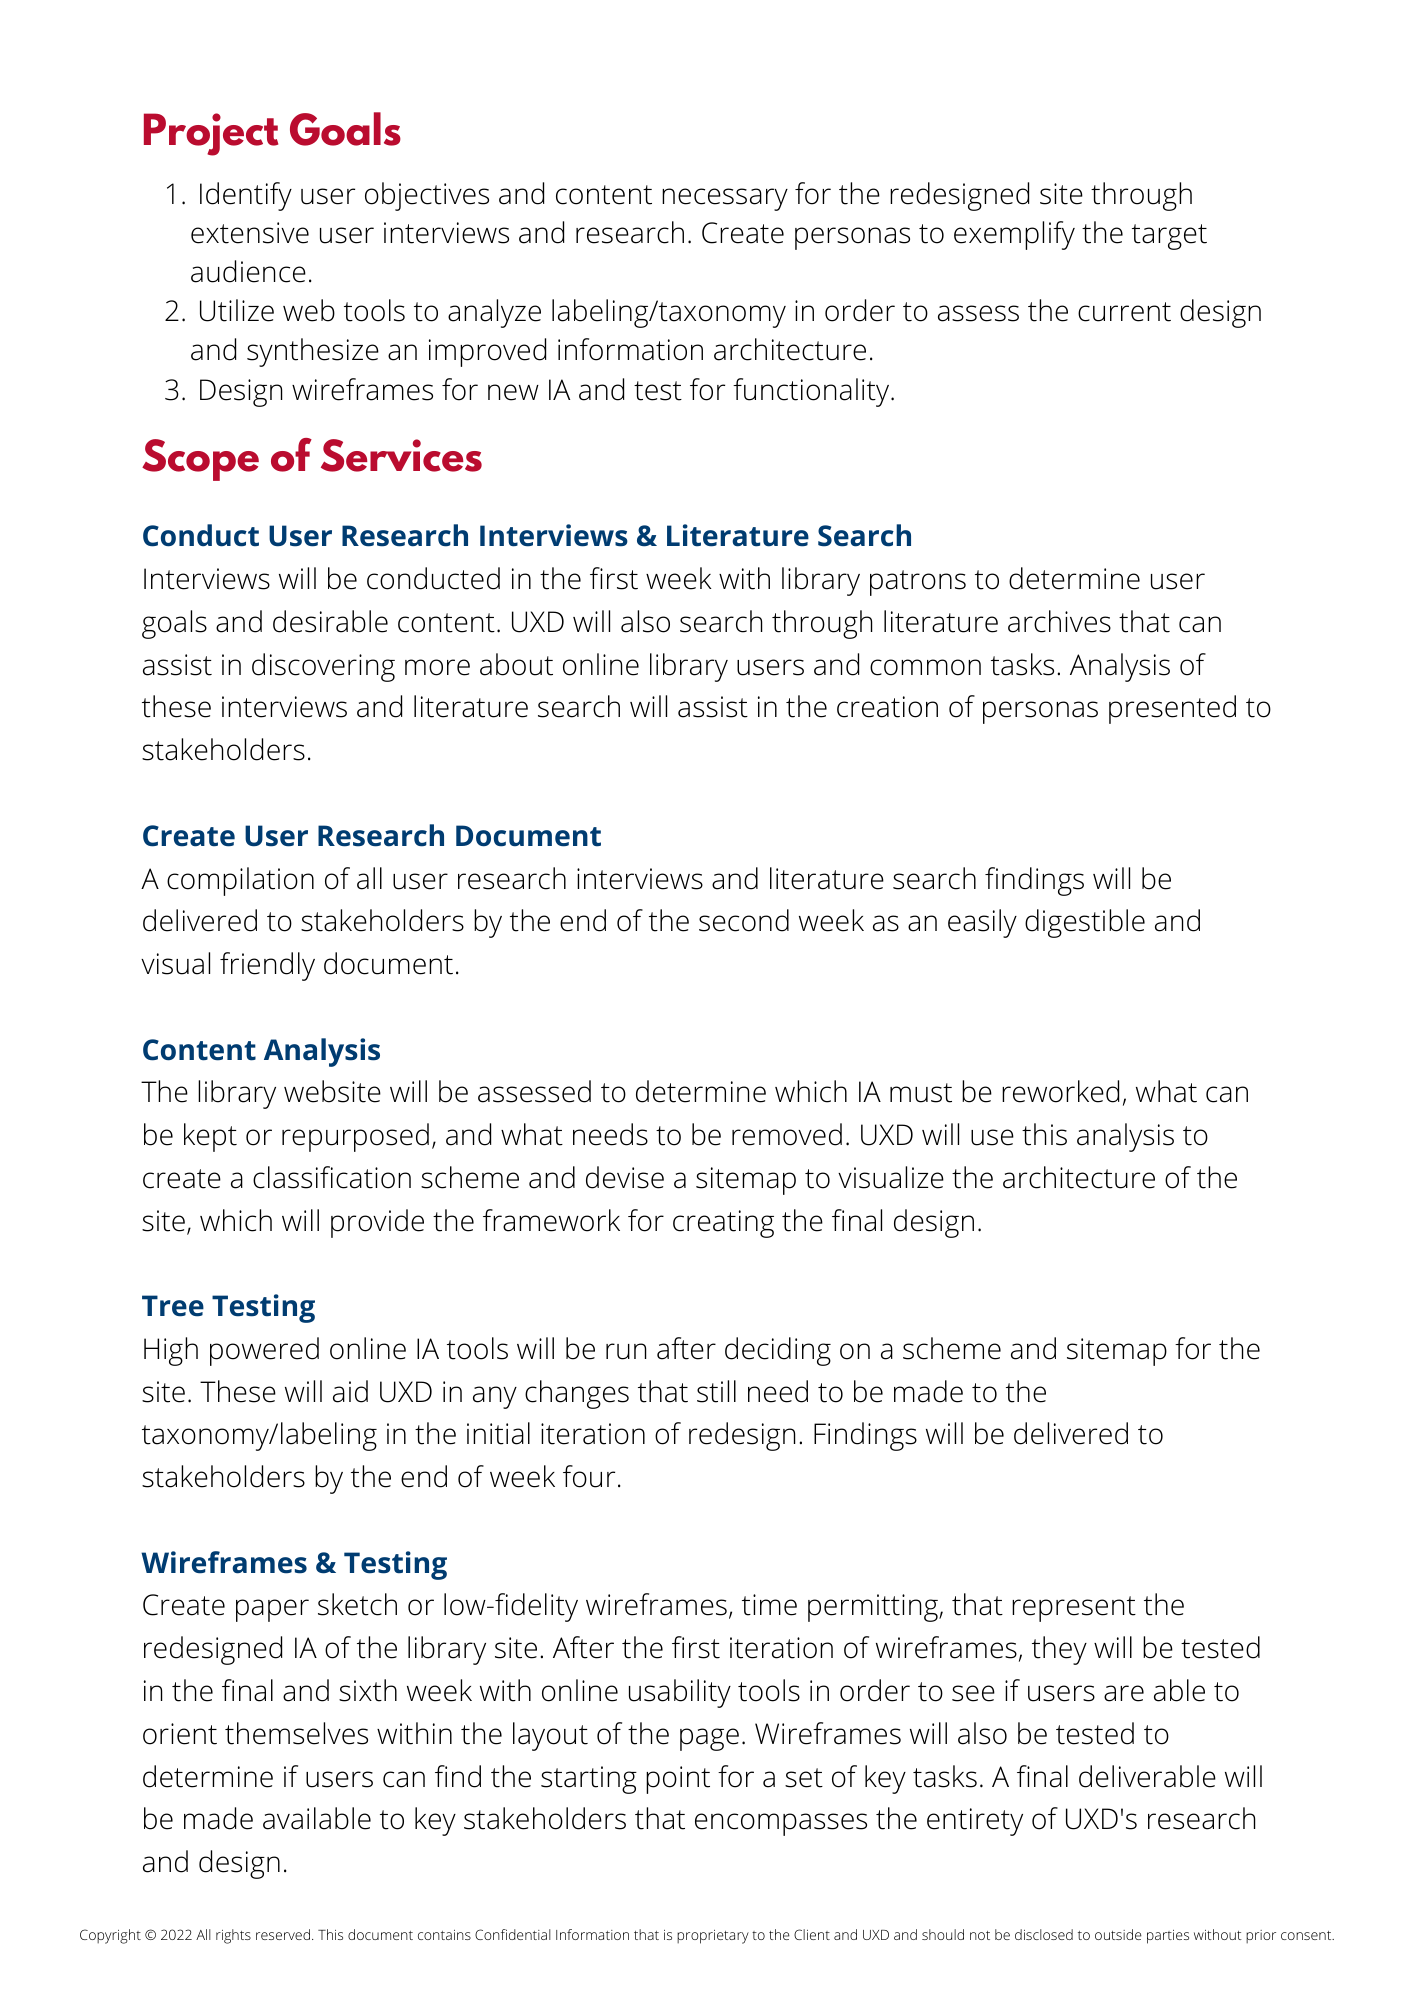 Project Goals
1. Identify user objectives and content necessary for the redesigned site through
extensive user interviews and research. Create personas to exemplify the target
audience.
2. Utilize web tools to analyze labeling/taxonomy in order to assess the current design
and synthesize an improved information architecture.
3. Design wireframes for new IA and test for functionality.
Scope of Services
Conduct User Research Interviews & Literature Search
Interviews will be conducted in the first week with library patrons to determine user
goals and desirable content. UXD will also search through literature archives that can
assist in discovering more about online library users and common tasks. Analysis of
these interviews and literature search will assist in the creation of personas presented to
stakeholders.
Create User Research Document
A compilation of all user research interviews and literature search findings will be
delivered to stakeholders by the end of the second week as an easily digestible and
visual friendly document.
Content Analysis
The library website will be assessed to determine which IA must be reworked, what can
be kept or repurposed, and what needs to be removed. UXD will use this analysis to
create a classification scheme and devise a sitemap to visualize the architecture of the
site, which will provide the framework for creating the final design.
Tree Testing
High powered online IA tools will be run after deciding on a scheme and sitemap for the
site. These will aid UXD in any changes that still need to be made to the
taxonomy/labeling in the initial iteration of redesign. Findings will be delivered to
stakeholders by the end of week four.
Wireframes & Testing
Create paper sketch or low-fidelity wireframes, time permitting, that represent the
redesigned IA of the library site. After the first iteration of wireframes, they will be tested
in the final and sixth week with online usability tools in order to see if users are able to
orient themselves within the layout of the page. Wireframes will also be tested to
determine if users can find the starting point for a set of key tasks. A final deliverable will
be made available to key stakeholders that encompasses the entirety of UXD's research
and design.
Copyright © 2022 All rights reserved. This document contains Confidential Information that is proprietary to the Client and UXD and should not be disclosed to outside parties without prior consent.